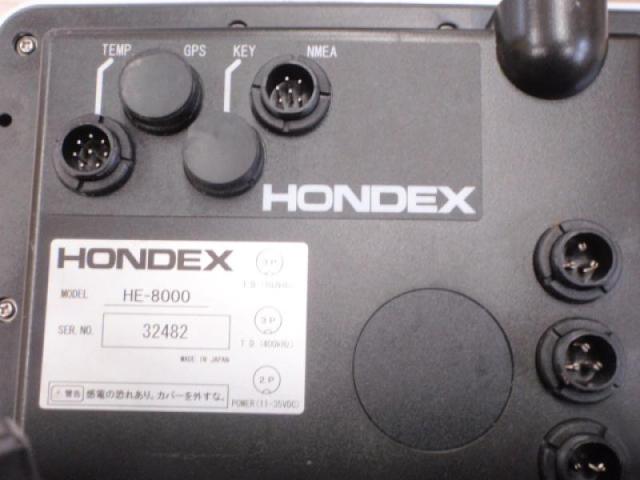 TEMP GPS KEY NMEA
HONDEX
HONDEX
3P
MODEL HE-8000
SER.NO. 32482
3P
T.D.(400kHz)
MADE IN JAPAN
2P
警告 感電の恐れあり。カバーを外すな。
POWER(11-35VDC)